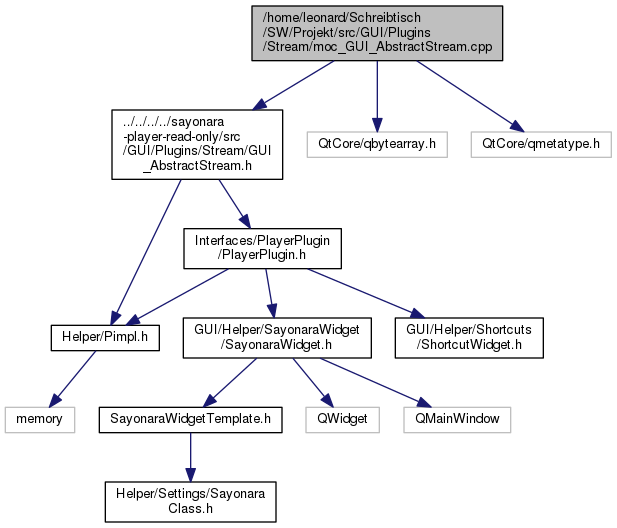 /home/leonard/Schreibtisch
/SW/Projekt/src/GUI/Plugins
/Stream/moc_GUI_AbstractStream.cpp
../../../../sayonara
-player-read-only/src
/GUI/Plugins/Stream/GUI
_AbstractStream.h
QtCore/qbytearray.h
QtCore/qmetatype.h
Interfaces/PlayerPlugin
/PlayerPlugin.h
Helper/Pimpl.h
GUI/Helper/SayonaraWidget
/SayonaraWidget.h
GUI/Helper/Shortcuts
/ShortcutWidget.h
memory
SayonaraWidgetTemplate.h
QWidget
QMainWindow
Helper/Settings/Sayonara
Class.h